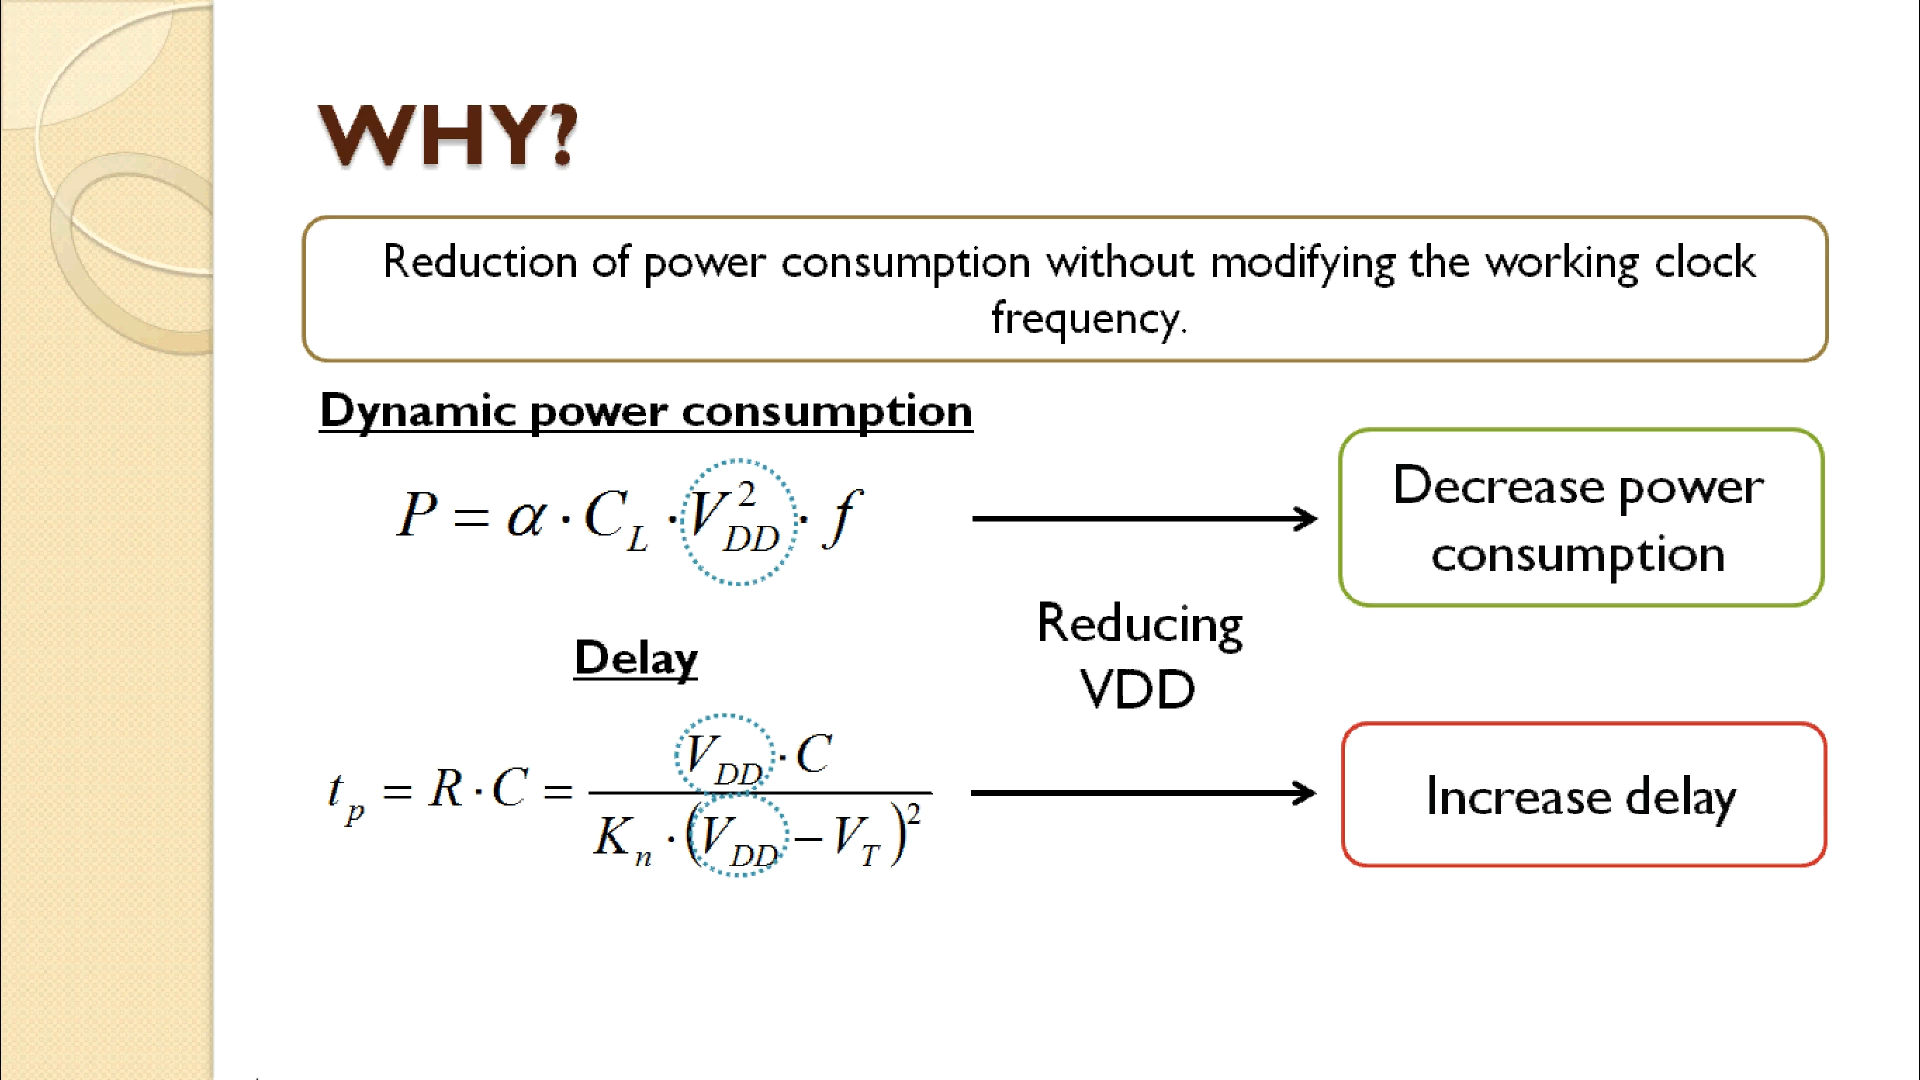 WHY?
Reduction of power consumption without modifying the working clock
frequency.
Dynamic power consumption
P = α · C_L · V_DD^2 · f
Decrease power
consumption
Reducing
VDD
Delay
t_p = R · C = V_DD · C / K_n · (V_DD − V_T)^2
Increase delay